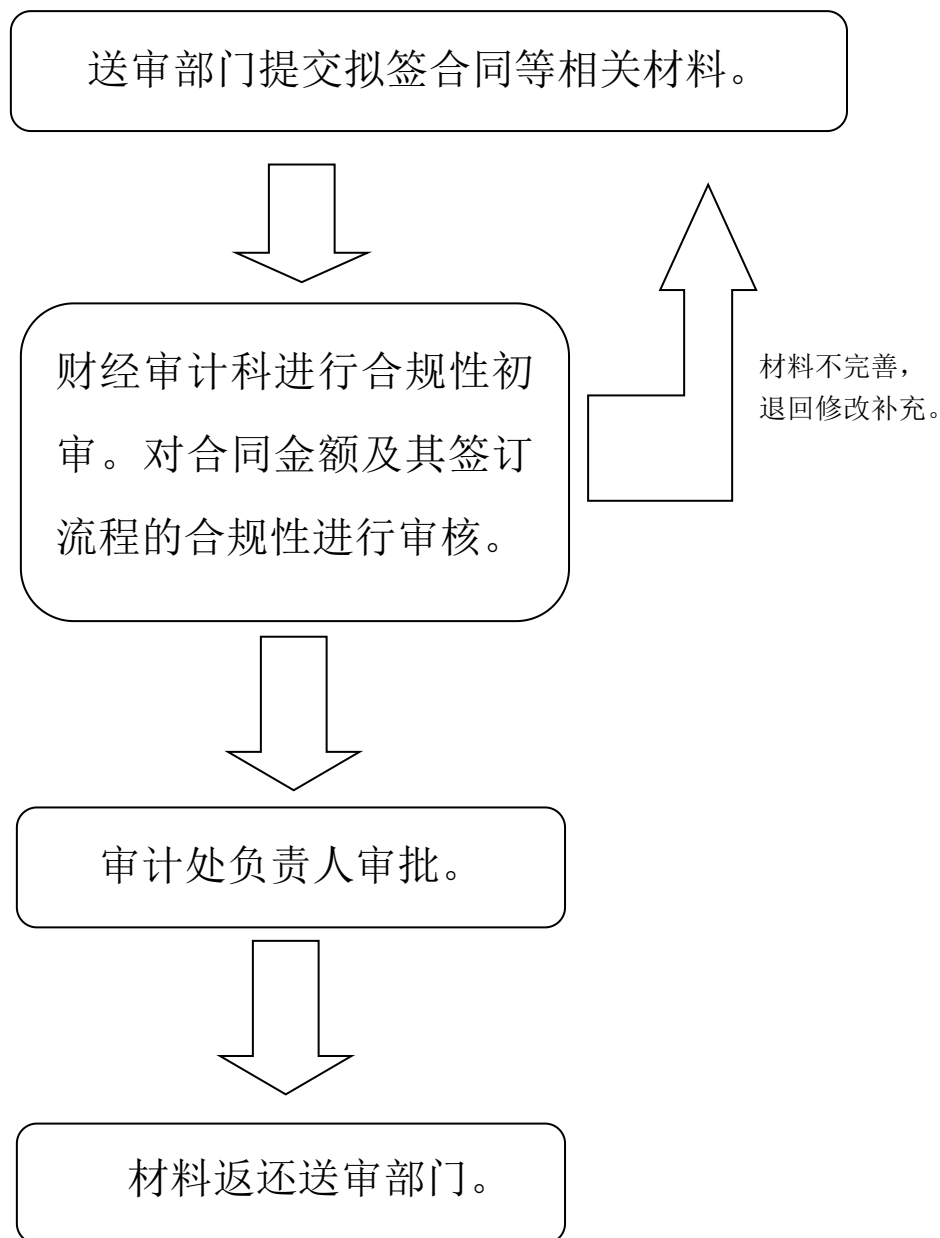 送审部门提交拟签合同等相关材料。
财经审计科进行合规性初
审。对合同金额及其签订
流程的合规性进行审核。
材料不完善，
退回修改补充。
审计处负责人审批。
材料返还送审部门。